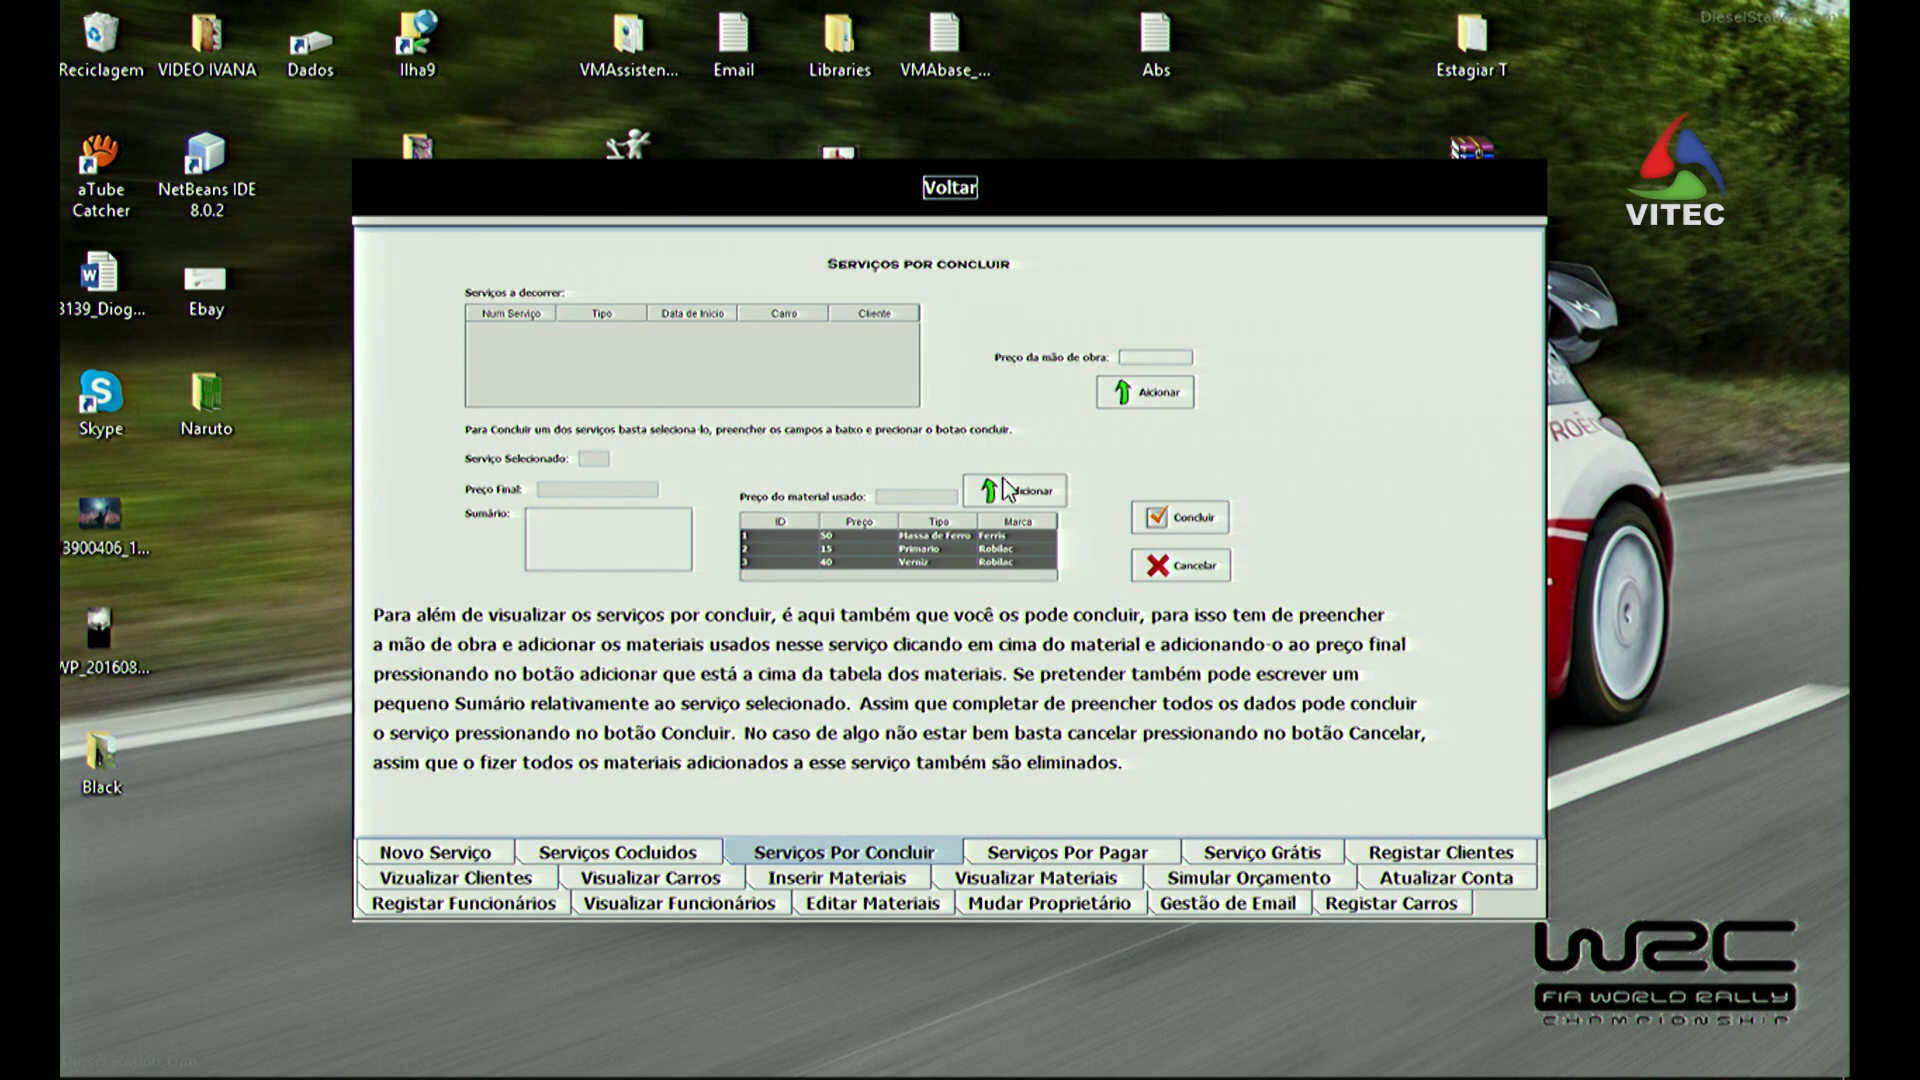 DieselStation.com
Reciclagem
VIDEO IVANA
Dados
Ilha9
VMAssisten...
Email
Libraries
VMAbase_...
Abs
Estagiar T
aTube
Catcher
NetBeans IDE
8.0.2
VITEC
Voltar
3139_Diog...
Ebay
Skype
Naruto
3900406_1...
WP_201608...
Black
Serviços por concluir
Serviços a decorrer:
Num Serviço Tipo Data de Inicio Carro Cliente
Preço da mão de obra:
Aicionar
Para Concluir um dos serviços basta seleciona-lo, preencher os campos a baixo e precionar o botao concluir.
Serviço Selecionado:
Preço Final:
Preço do material usado:
icionar
Sumário:
ID Preço Tipo Marca
1 50 Massa de Ferro Ferris
2 15 Primario Robilac
3 40 Verniz Robilac
Concluir
Cancelar
Para além de visualizar os serviços por concluir, é aqui também que você os pode concluir, para isso tem de preencher
a mão de obra e adicionar os materiais usados nesse serviço clicando em cima do material e adicionando-o ao preço final
pressionando no botão adicionar que está a cima da tabela dos materiais. Se pretender também pode escrever um
pequeno Sumário relativamente ao serviço selecionado. Assim que completar de preencher todos os dados pode concluir
o serviço pressionando no botão Concluir. No caso de algo não estar bem basta cancelar pressionando no botão Cancelar,
assim que o fizer todos os materiais adicionados a esse serviço também são eliminados.
Novo Serviço Serviços Cocluidos Serviços Por Concluir Serviços Por Pagar Serviço Grátis Registar Clientes
Vizualizar Clientes Visualizar Carros Inserir Materiais Visualizar Materiais Simular Orçamento Atualizar Conta
Registar Funcionários Visualizar Funcionários Editar Materiais Mudar Proprietário Gestão de Email Registar Carros
WRC
FIA WORLD RALLY
CHAMPIONSHIP
DieselStation.com